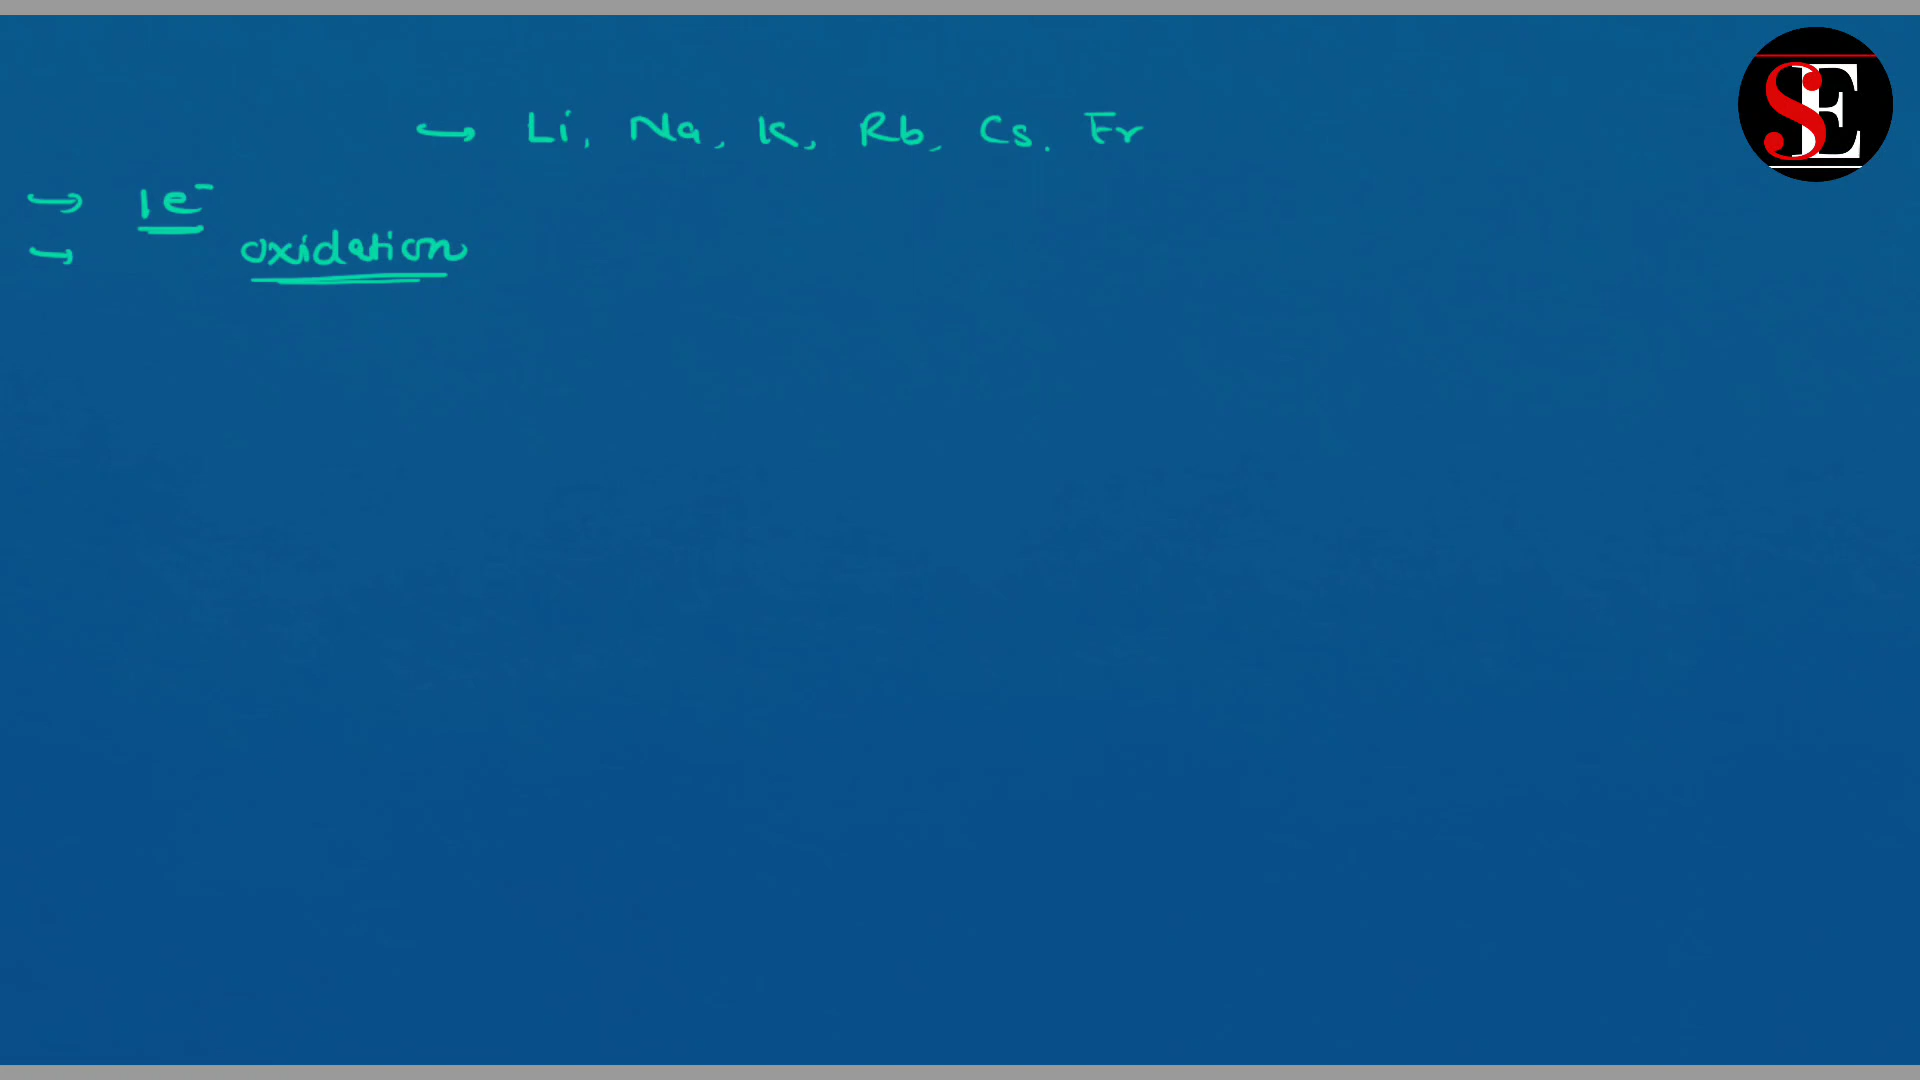 → Li, Na, K, Rb, Cs. Fr
→ 1e⁻
→ oxidation
SE